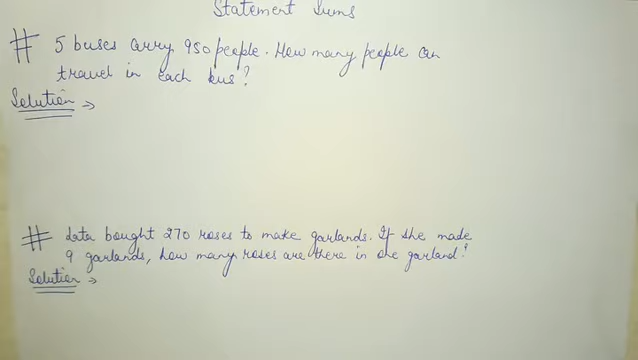 Statement Sums
# 5 buses carry 950 people. How many people can
travel in each bus?
Solution →
# Lata bought 270 roses to make garlands. If she made
9 garlands, how many roses are there in one garland?
Solution →